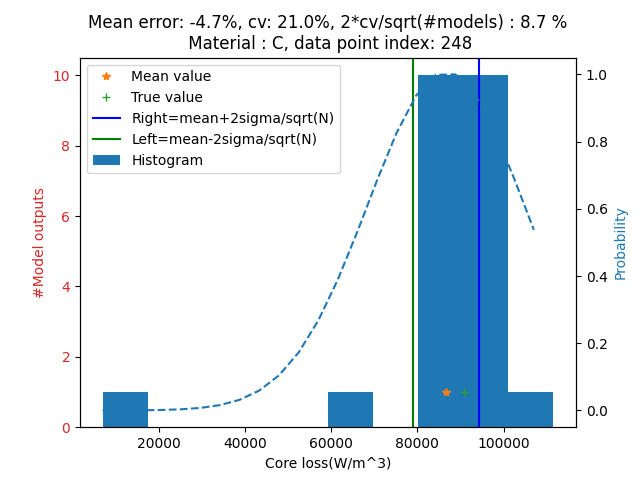 Mean error: -4.7%, cv: 21.0%, 2*cv/sqrt(#models) : 8.7 %
Material : C, data point index: 248
Mean value
True value
Right=mean+2sigma/sqrt(N)
Left=mean-2sigma/sqrt(N)
Histogram
10
8
6
4
2
0
#Model outputs
1.0
0.8
0.6
0.4
0.2
0.0
Probability
20000 40000 60000 80000 100000
Core loss(W/m^3)